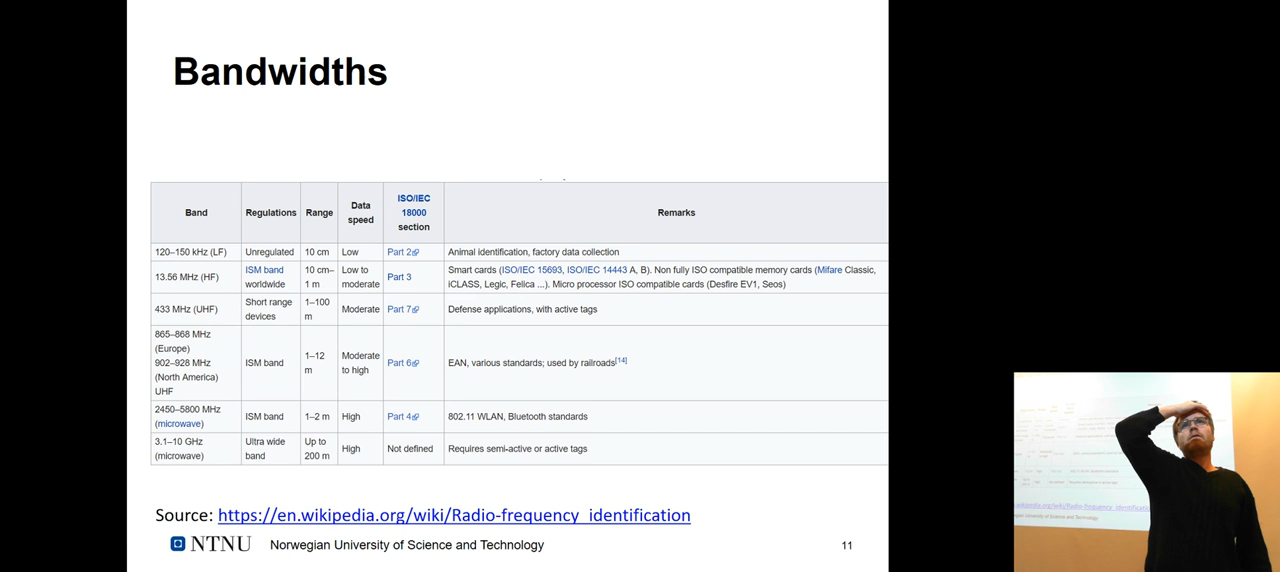 Bandwidths
Band
Regulations
Range
Data
speed
ISO/IEC
18000
section
Remarks
120–150 kHz (LF)
Unregulated
10 cm
Low
Part 2
Animal identification, factory data collection
13.56 MHz (HF)
ISM band
worldwide
10 cm–
1 m
Low to
moderate
Part 3
Smart cards (ISO/IEC 15693, ISO/IEC 14443 A, B). Non fully ISO compatible memory cards (Mifare Classic,
iCLASS, Legic, Felica ...). Micro processor ISO compatible cards (Desfire EV1, Seos)
433 MHz (UHF)
Short range
devices
1–100
m
Moderate
Part 7
Defense applications, with active tags
865–868 MHz
(Europe)
902–928 MHz
(North America)
UHF
ISM band
1–12
m
Moderate
to high
Part 6
EAN, various standards; used by railroads[14]
2450–5800 MHz
(microwave)
ISM band
1–2 m
High
Part 4
802.11 WLAN, Bluetooth standards
3.1–10 GHz
(microwave)
Ultra wide
band
Up to
200 m
High
Not defined
Requires semi-active or active tags
Source: https://en.wikipedia.org/wiki/Radio-frequency_identification
NTNU
Norwegian University of Science and Technology
11